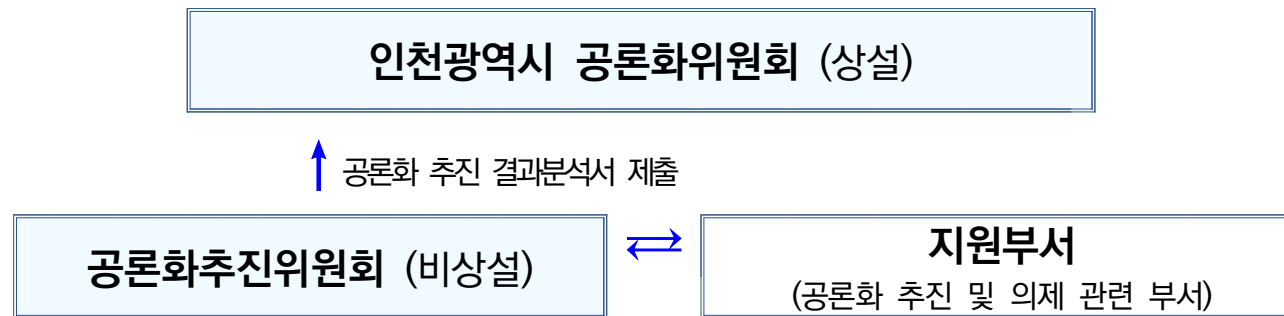 인천광역시 공론화위원회 (상설)
공론화 추진 결과분석서 제출
공론화추진위원회 (비상설)
지원부서
(공론화 추진 및 의제 관련 부서)